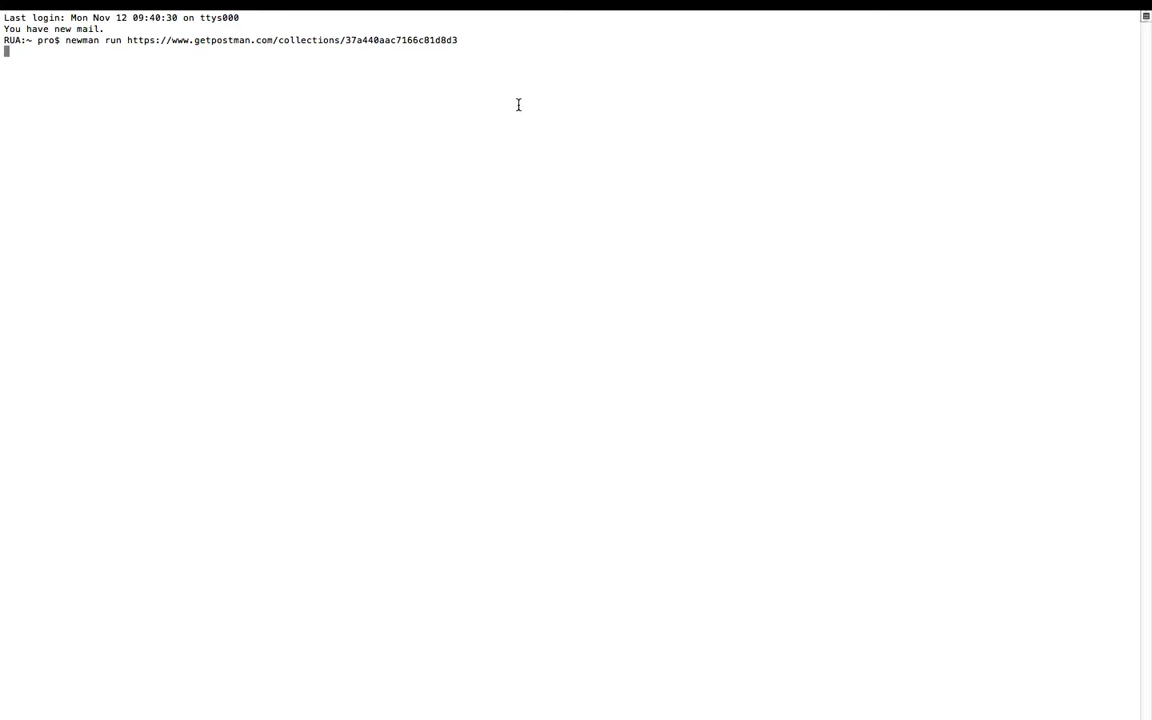 Last login: Mon Nov 12 09:40:30 on ttys000
You have new mail.
RUA:~ pro$ newman run https://www.getpostman.com/collections/37a440aac7166c81d8d3